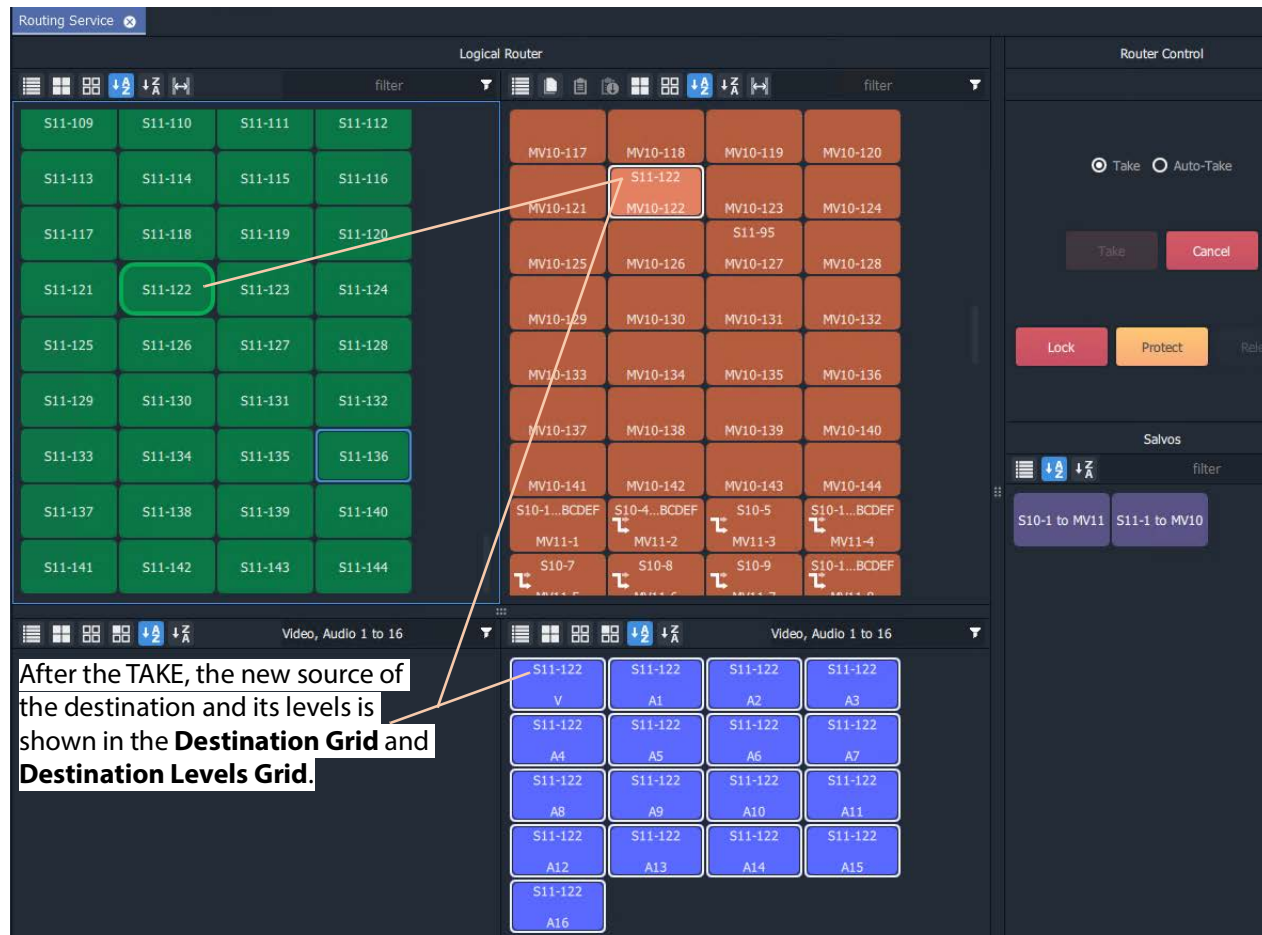 Routing Service
Logical Router
Router Control
filter
filter
S11-109 S11-110 S11-111 S11-112
S11-113 S11-114 S11-115 S11-116
S11-117 S11-118 S11-119 S11-120
S11-121 S11-122 S11-123 S11-124
S11-125 S11-126 S11-127 S11-128
S11-129 S11-130 S11-131 S11-132
S11-133 S11-134 S11-135 S11-136
S11-137 S11-138 S11-139 S11-140
S11-141 S11-142 S11-143 S11-144
MV10-117 MV10-118 MV10-119 MV10-120
S11-122
MV10-121 MV10-122 MV10-123 MV10-124
S11-95
MV10-125 MV10-126 MV10-127 MV10-128
MV10-129 MV10-130 MV10-131 MV10-132
MV10-133 MV10-134 MV10-135 MV10-136
MV10-137 MV10-138 MV10-139 MV10-140
MV10-141 MV10-142 MV10-143 MV10-144
S10-1...BCDEF S10-4...BCDEF S10-5 S10-1...BCDEF
MV11-1 MV11-2 MV11-3 MV11-4
S10-7 S10-8 S10-9 S10-1...BCDEF
Take Auto-Take
Take Cancel
Lock Protect
Salvos
filter
S10-1 to MV11 S11-1 to MV10
Video, Audio 1 to 16
Video, Audio 1 to 16
After the TAKE, the new source of
the destination and its levels is
shown in the Destination Grid and
Destination Levels Grid.
S11-122 S11-122 S11-122 S11-122
V A1 A2 A3
S11-122 S11-122 S11-122 S11-122
A4 A5 A6 A7
S11-122 S11-122 S11-122 S11-122
A8 A9 A10 A11
S11-122 S11-122 S11-122 S11-122
A12 A13 A14 A15
S11-122
A16